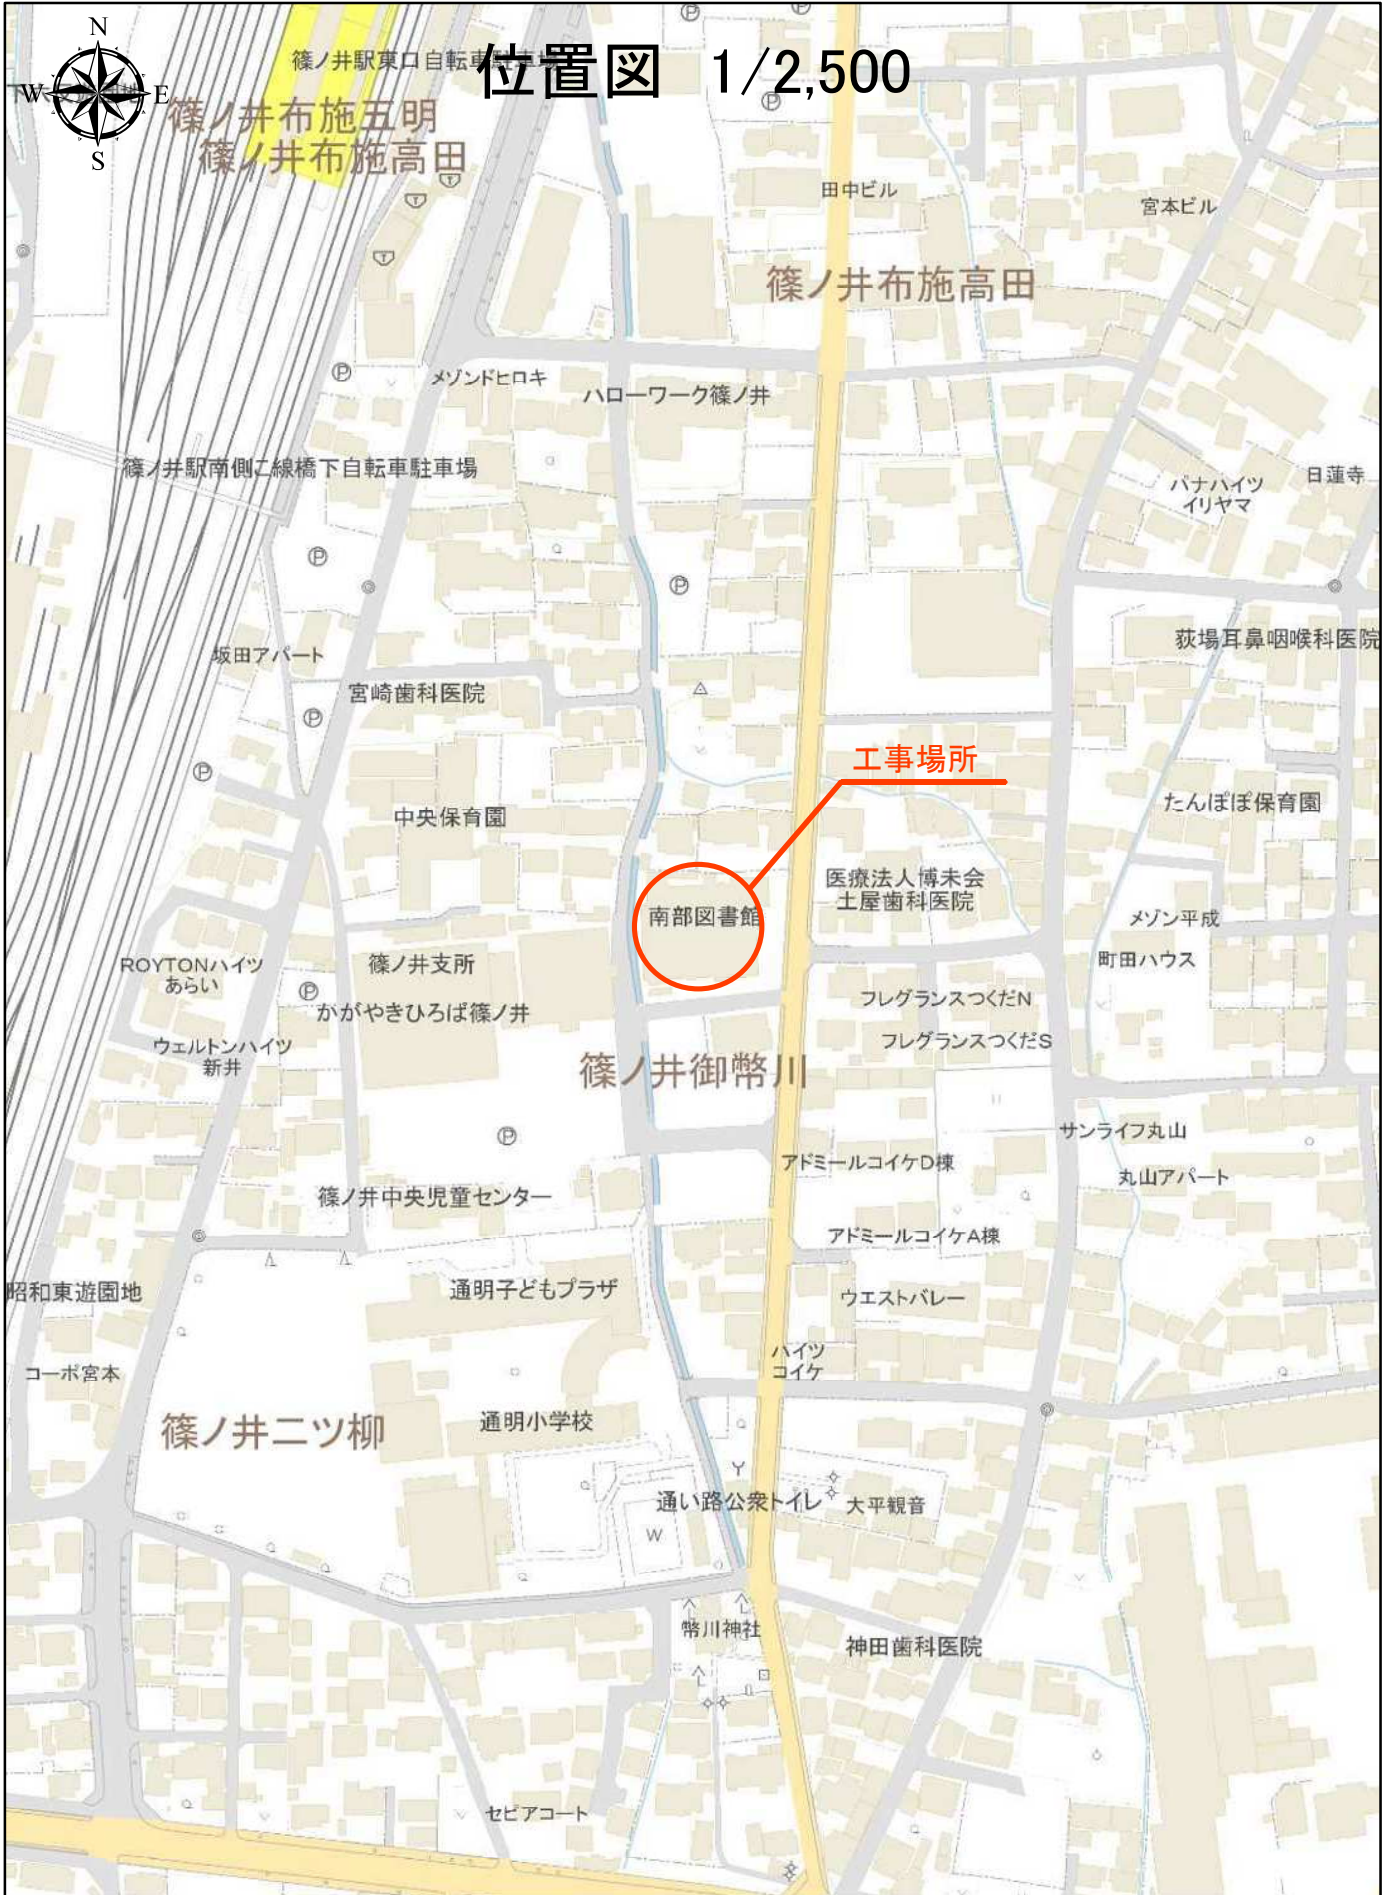 位置図 1/2,500
N
W
E
S
篠ノ井駅東口自転車駐車場
篠ノ井布施五明
篠ノ井布施高田
田中ビル
宮本ビル
篠ノ井布施高田
メゾンドヒロキ
ハローワーク篠ノ井
篠ノ井駅南側こ線橋下自転車駐車場
パナハイツ
イリヤマ
日蓮寺
荻場耳鼻咽喉科医院
坂田アパート
宮崎歯科医院
工事場所
中央保育園
たんぽぽ保育園
医療法人博未会
土屋歯科医院
南部図書館
メゾン平成
町田ハウス
ROYTONハイツ
あらい
篠ノ井支所
かがやきひろば篠ノ井
フレグランスつくだN
フレグランスつくだS
ウェルトンハイツ
新井
篠ノ井御幣川
サンライフ丸山
丸山アパート
アドミールコイケD棟
篠ノ井中央児童センター
アドミールコイケA棟
昭和東遊園地
通明子どもプラザ
ウエストバレー
ハイツ
コイケ
コーポ宮本
篠ノ井二ツ柳
通明小学校
通い路公衆トイレ
大平観音
W
幣川神社
神田歯科医院
セピアコート